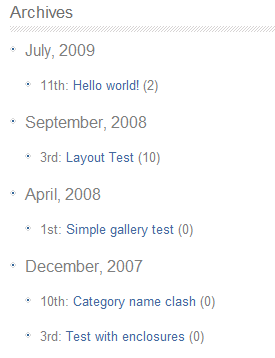 Archives
July, 2009
11th: Hello world! (2)
September, 2008
3rd: Layout Test (10)
April, 2008
1st: Simple gallery test (0)
December, 2007
10th: Category name clash (0)
3rd: Test with enclosures (0)